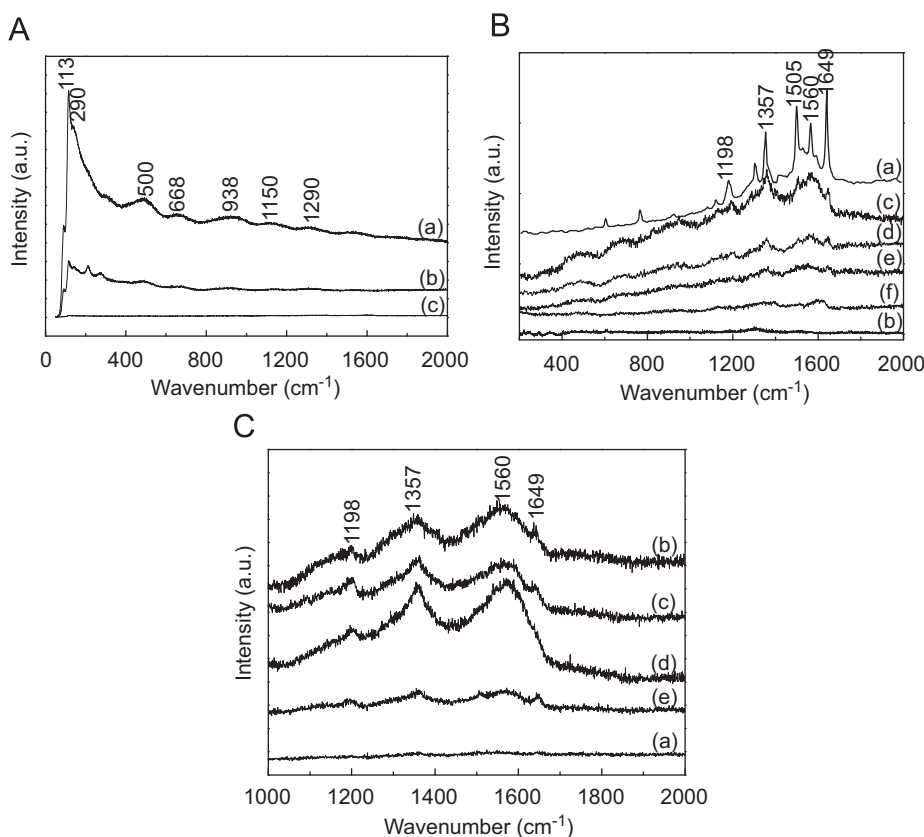 A
113
290
500
668
938
1150
1290
(a)
(b)
(c)
Intensity (a.u.)
0 400 800 1200 1600 2000
Wavenumber (cm-1)
B
1198
1357
1505
1560
1649
(a)
(c)
(d)
(e)
(f)
(b)
Intensity (a.u.)
400 800 1200 1600 2000
Wavenumber (cm-1)
C
1198
1357
1560
1649
(b)
(c)
(d)
(e)
(a)
Intensity (a.u.)
1000 1200 1400 1600 1800 2000
Wavenumber (cm-1)